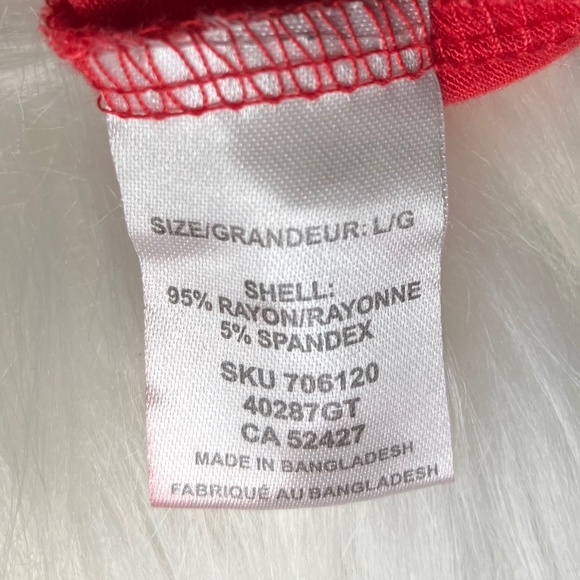 SIZE/GRANDEUR: L/G
SHELL:
95% RAYON/RAYONNE
5% SPANDEX
SKU 706120
40287GT
CA 52427
MADE IN BANGLADESH
FABRIQUÉ AU BANGLADESH